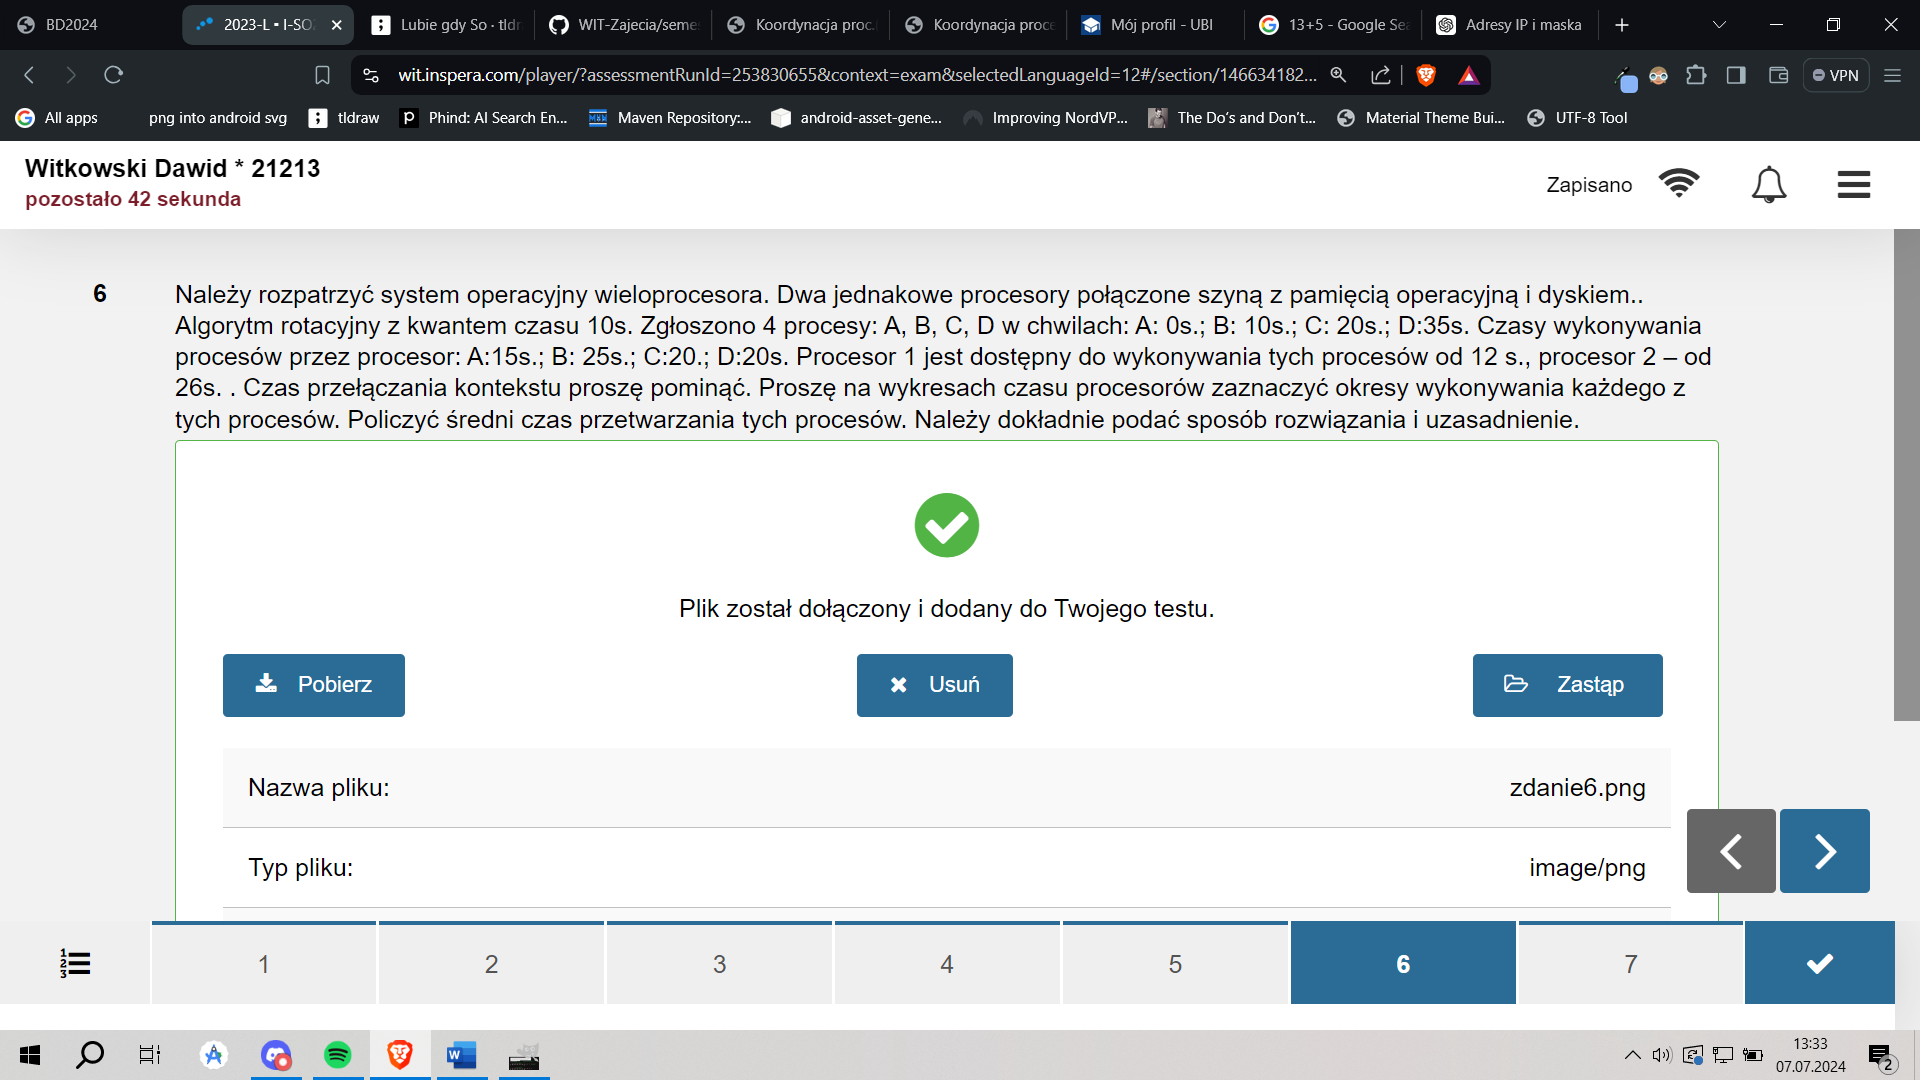 BD2024
2023-L • I-SO
Lubie gdy So · tldr
WIT-Zajecia/seme
Koordynacja proc.
Koordynacja proce
Mój profil - UBI
13+5 - Google Sea
Adresy IP i maska
wit.inspera.com/player/?assessmentRunId=253830655&context=exam&selectedLanguageId=12#/section/146634182...
VPN
All apps
png into android svg
tldraw
Phind: AI Search En...
Maven Repository:...
android-asset-gene...
Improving NordVP...
The Do's and Don't...
Material Theme Bui...
UTF-8 Tool
Witkowski Dawid * 21213
pozostało 42 sekunda
Zapisano
6
Należy rozpatrzyć system operacyjny wieloprocesora. Dwa jednakowe procesory połączone szyną z pamięcią operacyjną i dyskiem..
Algorytm rotacyjny z kwantem czasu 10s. Zgłoszono 4 procesy: A, B, C, D w chwilach: A: 0s.; B: 10s.; C: 20s.; D:35s. Czasy wykonywania
procesów przez procesor: A:15s.; B: 25s.; C:20.; D:20s. Procesor 1 jest dostępny do wykonywania tych procesów od 12 s., procesor 2 – od
26s. . Czas przełączania kontekstu proszę pominąć. Proszę na wykresach czasu procesorów zaznaczyć okresy wykonywania każdego z
tych procesów. Policzyć średni czas przetwarzania tych procesów. Należy dokładnie podać sposób rozwiązania i uzasadnienie.
Plik został dołączony i dodany do Twojego testu.
Pobierz
Usuń
Zastąp
Nazwa pliku:
zdanie6.png
Typ pliku:
image/png
1
2
3
4
5
6
7
13:33
07.07.2024
2